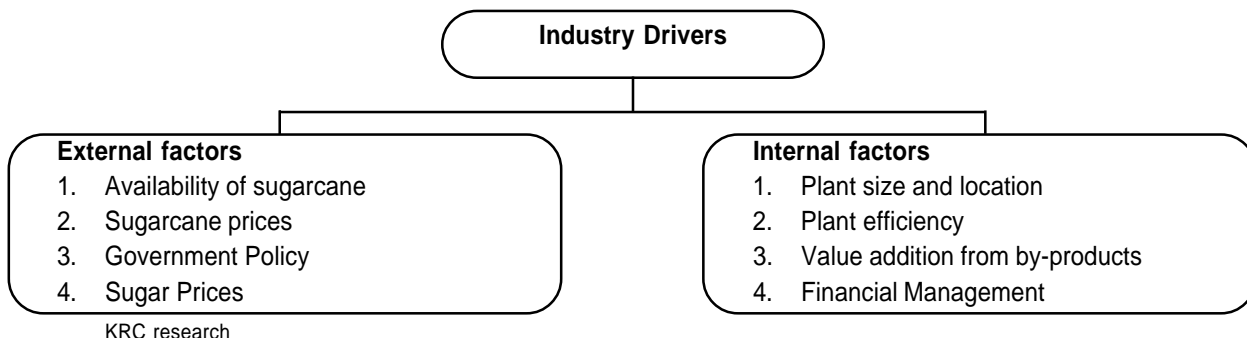 Industry Drivers
External factors
1. Availability of sugarcane
2. Sugarcane prices
3. Government Policy
4. Sugar Prices
KRC research
Internal factors
1. Plant size and location
2. Plant efficiency
3. Value addition from by-products
4. Financial Management